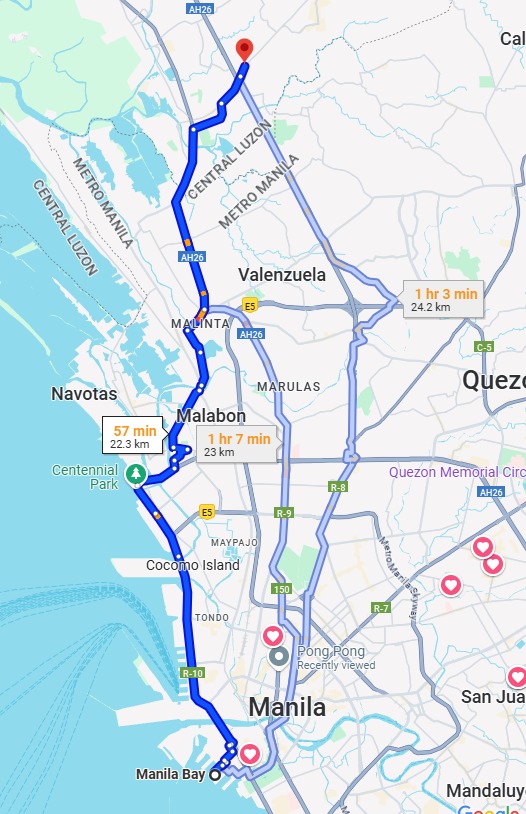 AH26
Cal
CENTRAL LUZON
METRO MANILA
METRO MANILA
CENTRAL LUZON
AH26
Valenzuela
1 hr 3 min
24.2 km
E5
MALINTA
AH26
C-5
Quezo
MARULAS
Navotas
Malabon
57 min
22.3 km
1 hr 7 min
23 km
Centennial
Park
Quezon Memorial Circ
R-8
AH26
E5
R-9
MAYPAJO
Metro Manila Skyway
Cocomo Island
150
R-7
TONDO
Pong Pong
Recently viewed
R-10
San Jua
Manila
Manila Bay
Mandaluy
Google